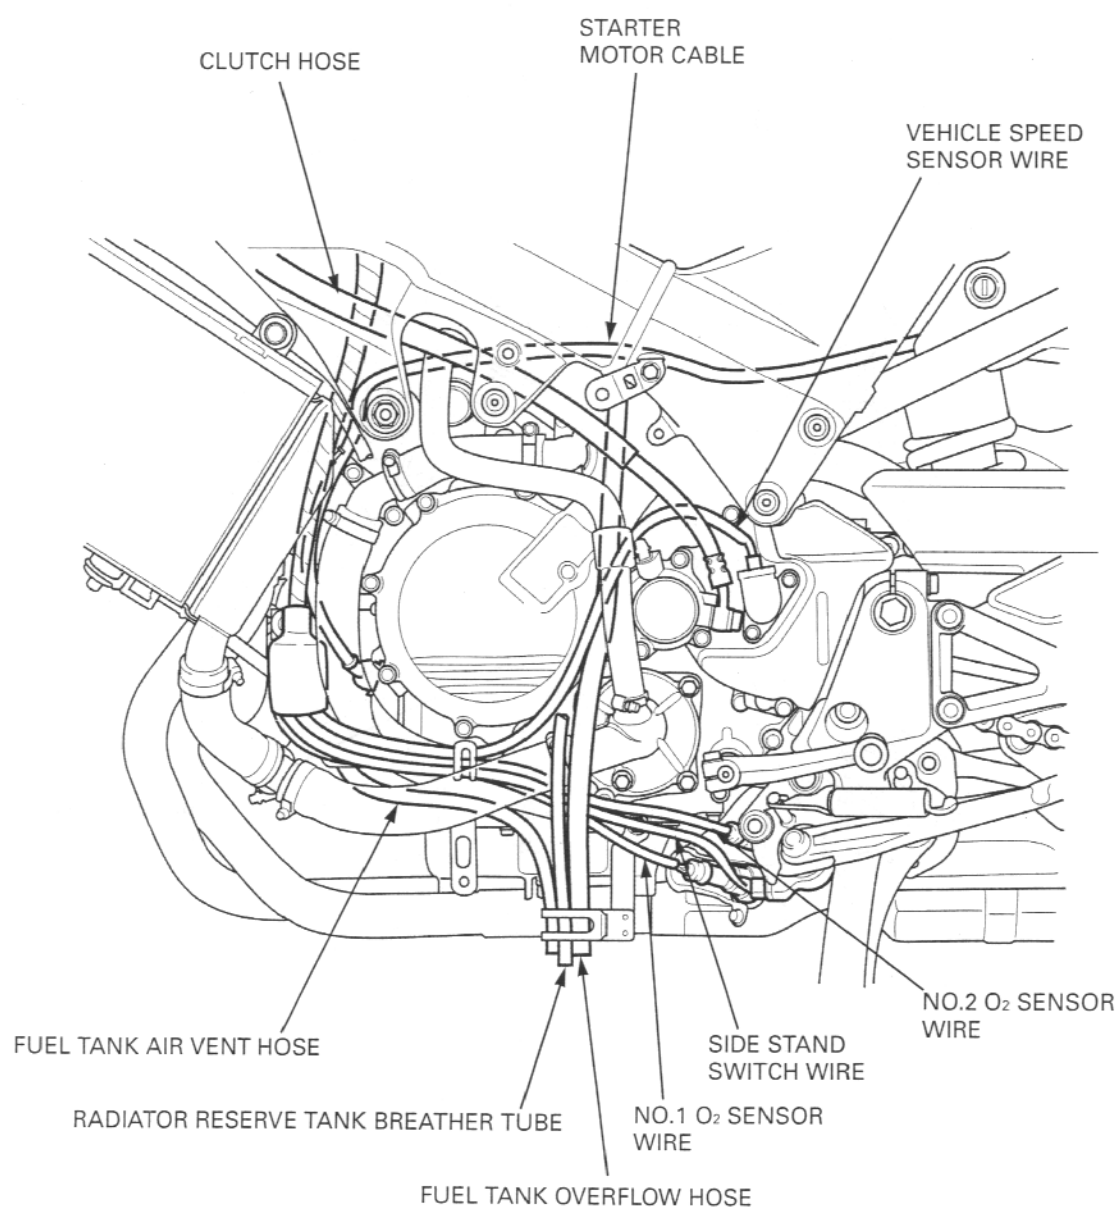 STARTER
MOTOR CABLE
CLUTCH HOSE
VEHICLE SPEED
SENSOR WIRE
NO.2 O₂ SENSOR
WIRE
FUEL TANK AIR VENT HOSE
SIDE STAND
SWITCH WIRE
RADIATOR RESERVE TANK BREATHER TUBE
NO.1 O₂ SENSOR
WIRE
FUEL TANK OVERFLOW HOSE